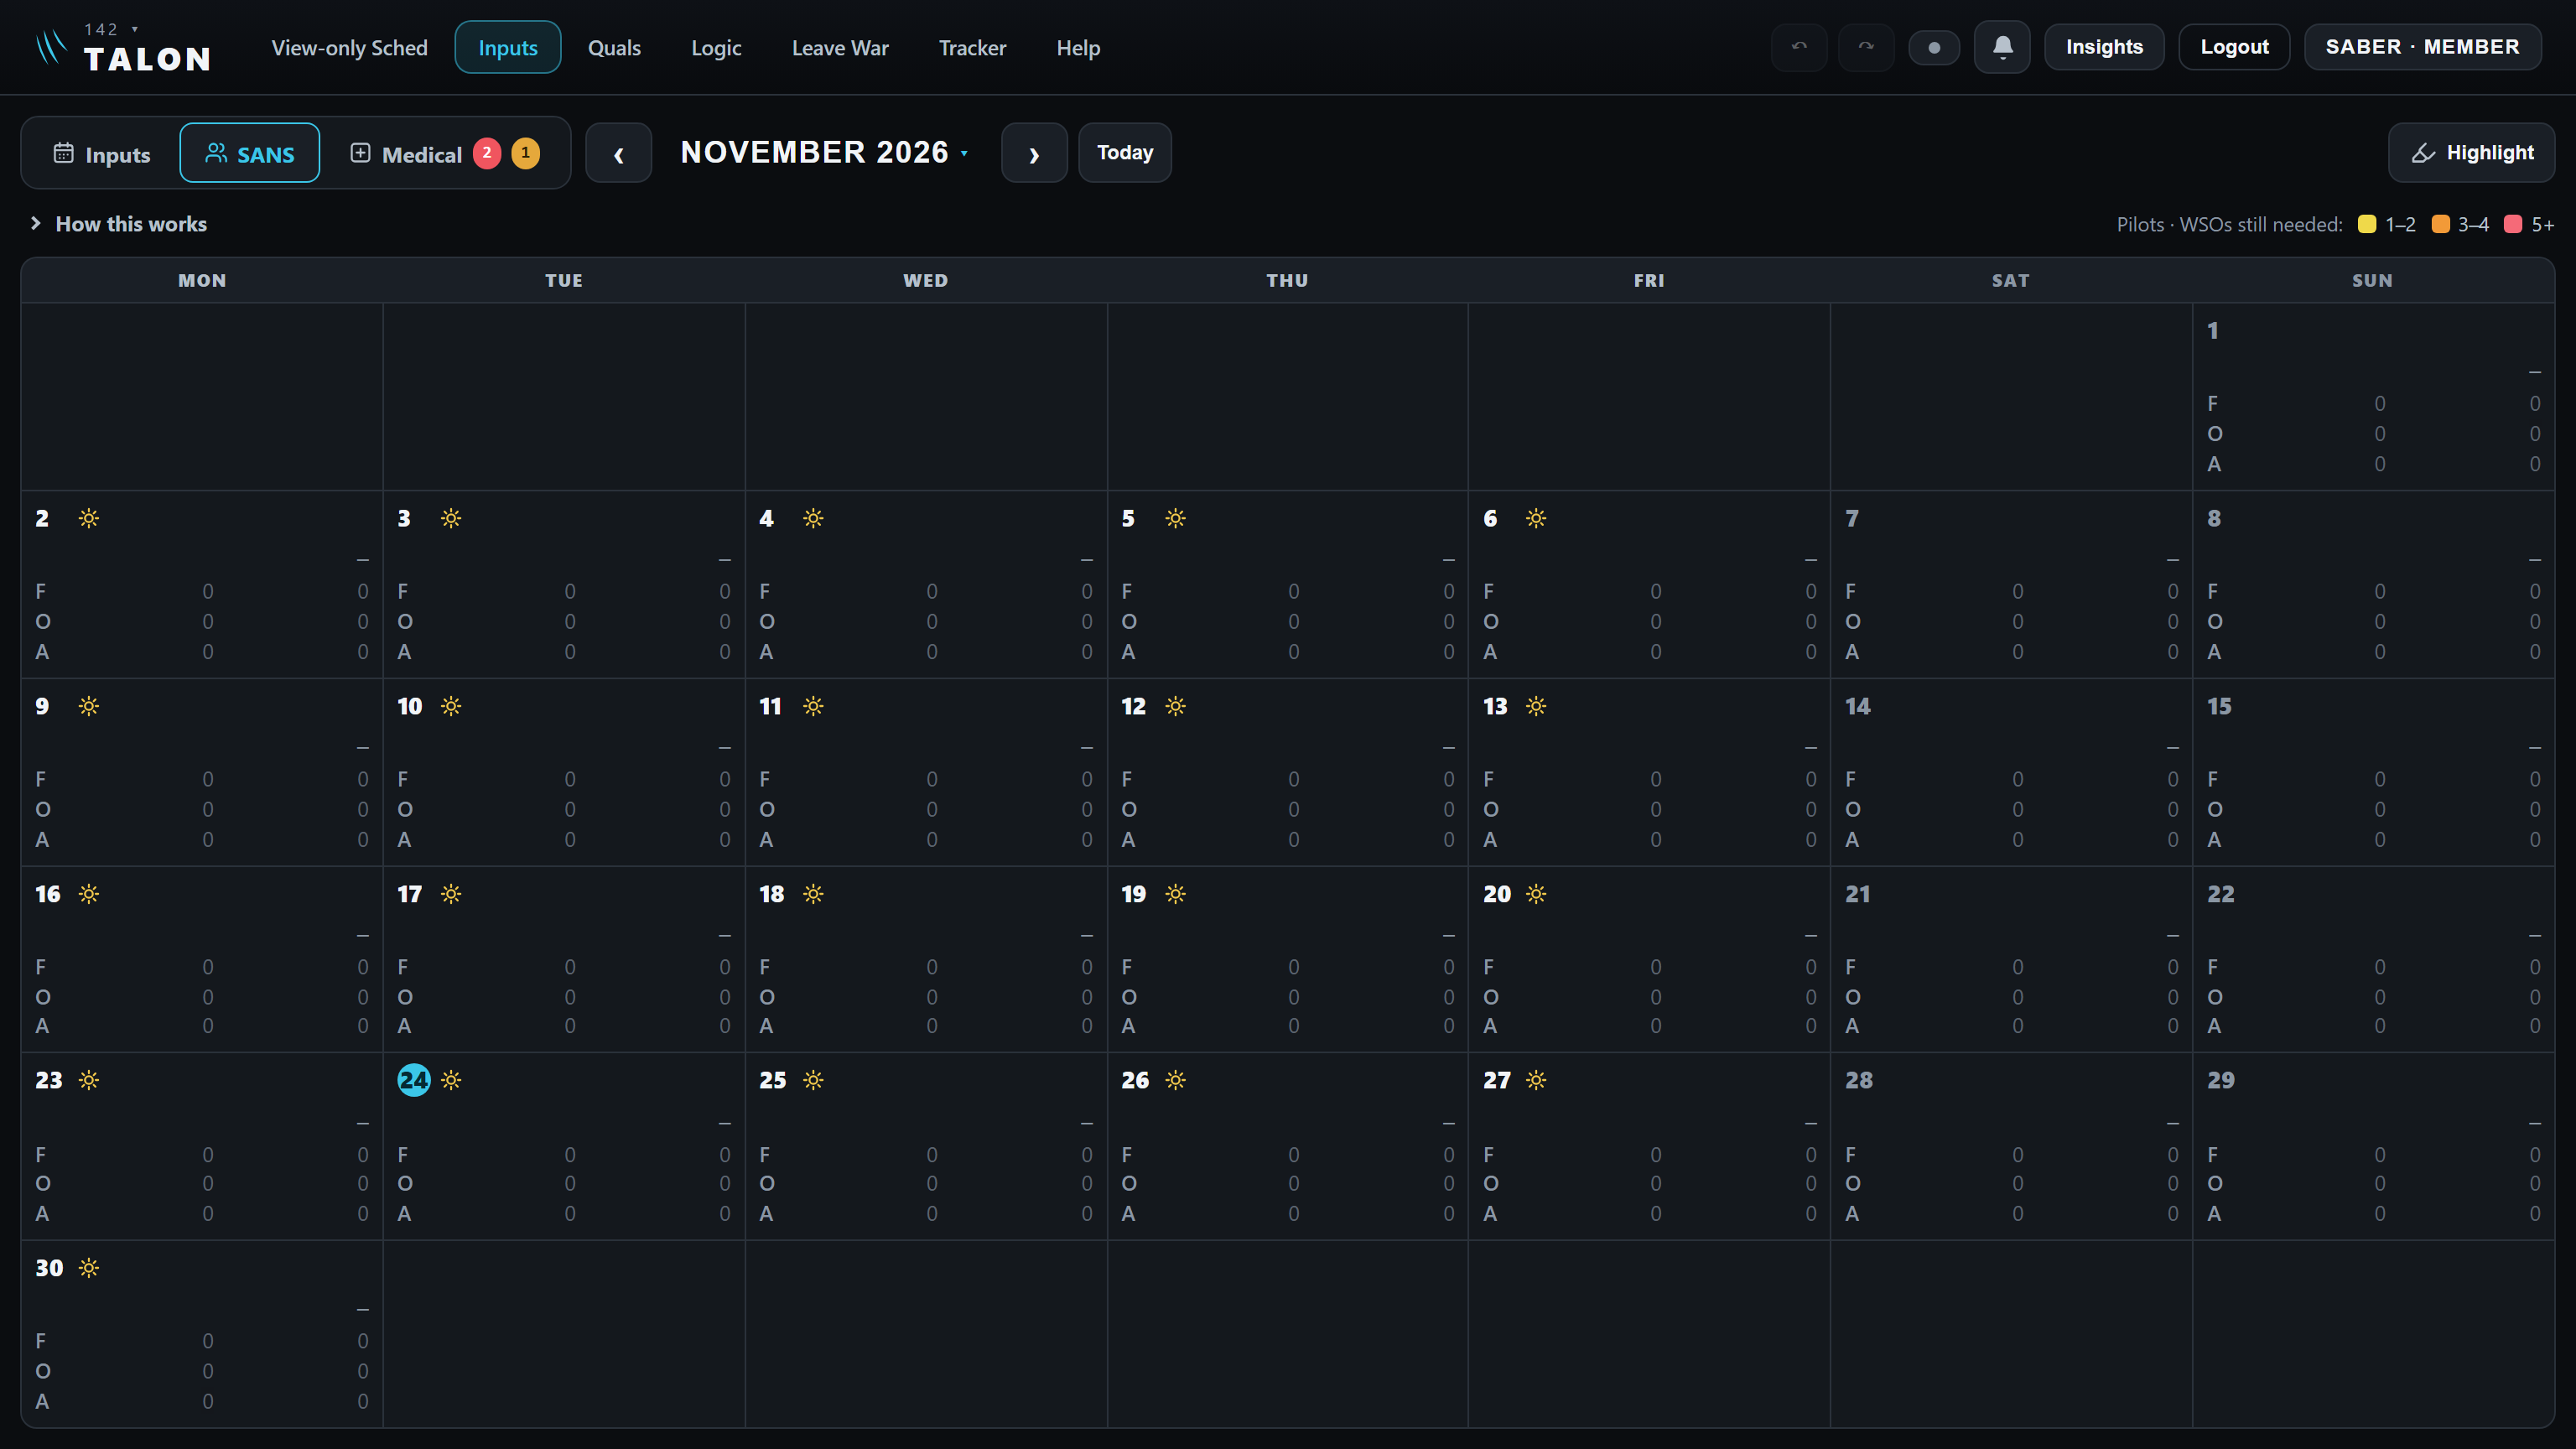 142 ▾
TALON
View-only Sched Inputs Quals Logic Leave War Tracker Help
Insights Logout SABER · MEMBER
Inputs SANS Medical 2 1
‹ NOVEMBER 2026 ▾ › Today
Highlight
How this works
Pilots · WSOs still needed: 1–2 3–4 5+
MON TUE WED THU FRI SAT SUN
1
–
F 0 0
O 0 0
A 0 0
2 3 4 5 6 7 8
– – – – – – –
F 0 0 F 0 0 F 0 0 F 0 0 F 0 0 F 0 0 F 0 0
O 0 0 O 0 0 O 0 0 O 0 0 O 0 0 O 0 0 O 0 0
A 0 0 A 0 0 A 0 0 A 0 0 A 0 0 A 0 0 A 0 0
9 10 11 12 13 14 15
– – – – – – –
F 0 0 F 0 0 F 0 0 F 0 0 F 0 0 F 0 0 F 0 0
O 0 0 O 0 0 O 0 0 O 0 0 O 0 0 O 0 0 O 0 0
A 0 0 A 0 0 A 0 0 A 0 0 A 0 0 A 0 0 A 0 0
16 17 18 19 20 21 22
– – – – – – –
F 0 0 F 0 0 F 0 0 F 0 0 F 0 0 F 0 0 F 0 0
O 0 0 O 0 0 O 0 0 O 0 0 O 0 0 O 0 0 O 0 0
A 0 0 A 0 0 A 0 0 A 0 0 A 0 0 A 0 0 A 0 0
23 24 25 26 27 28 29
– – – – – – –
F 0 0 F 0 0 F 0 0 F 0 0 F 0 0 F 0 0 F 0 0
O 0 0 O 0 0 O 0 0 O 0 0 O 0 0 O 0 0 O 0 0
A 0 0 A 0 0 A 0 0 A 0 0 A 0 0 A 0 0 A 0 0
30
–
F 0 0
O 0 0
A 0 0